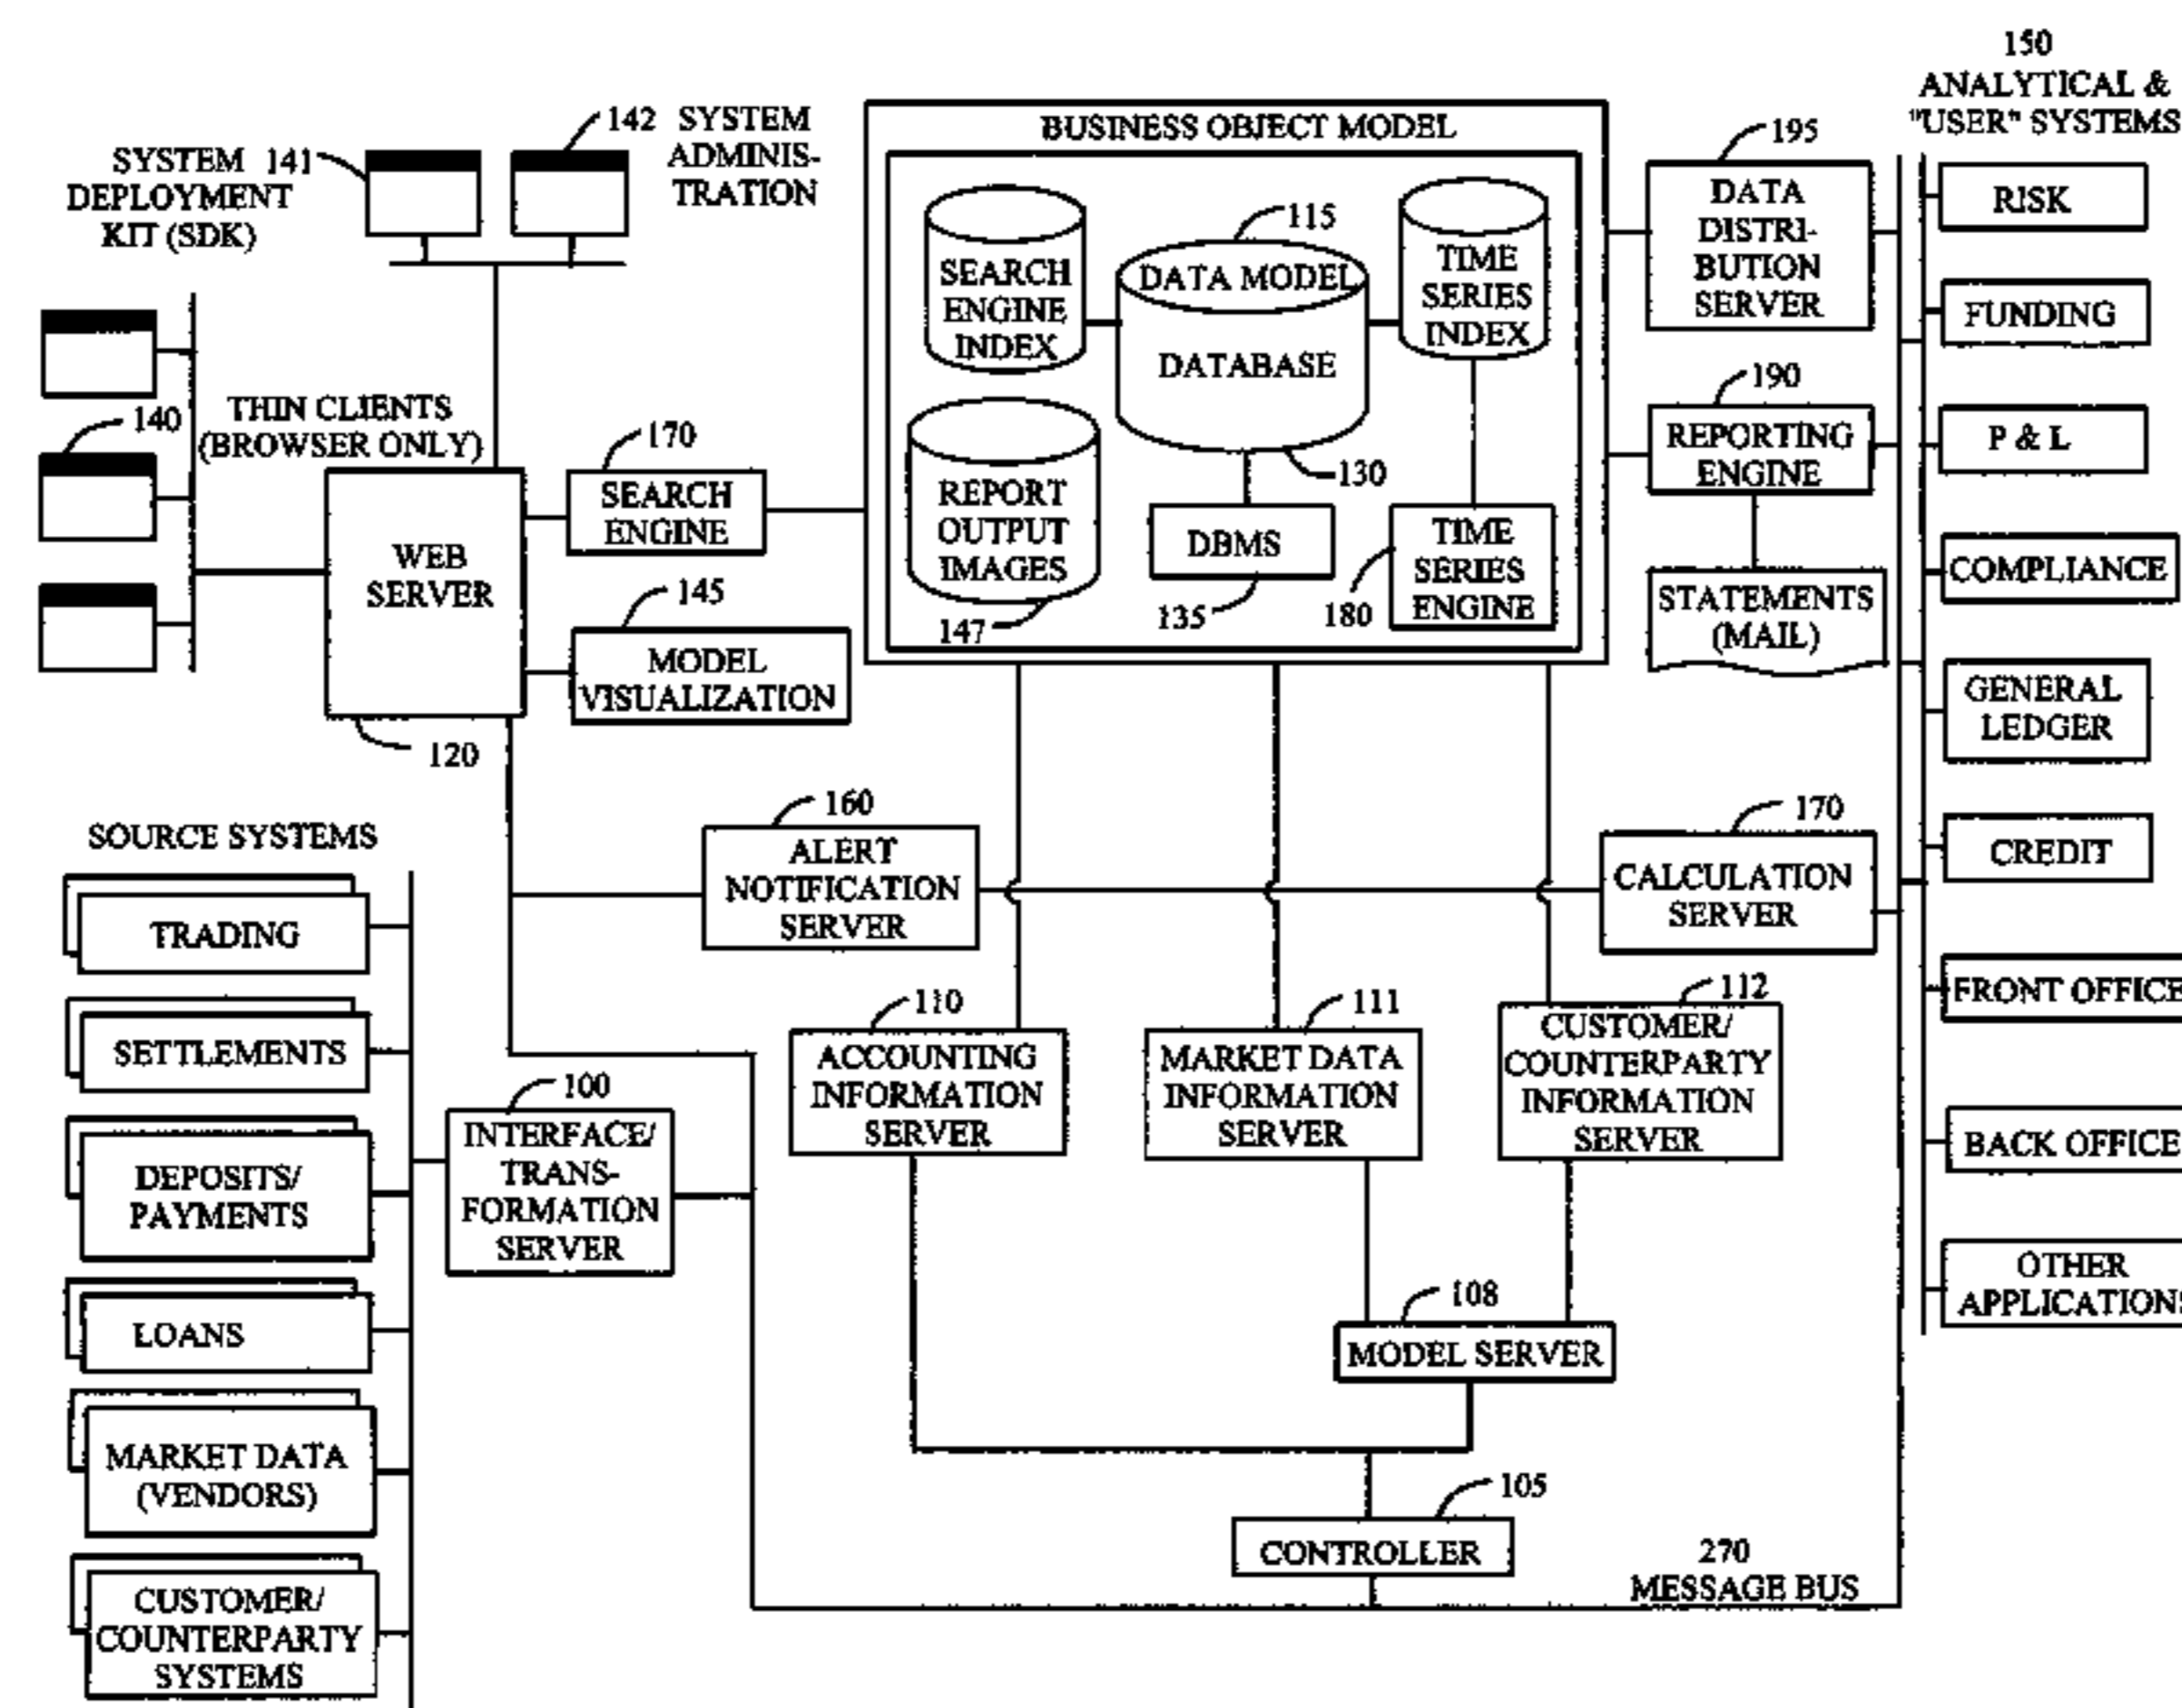 150
ANALYTICAL &
"USER" SYSTEMS
142 SYSTEM
ADMINIS-
TRATION
SYSTEM 141
DEPLOYMENT
KIT (SDK)
BUSINESS OBJECT MODEL
195
DATA
DISTRI-
BUTION
SERVER
RISK
FUNDING
SEARCH
ENGINE
INDEX
115
DATA MODEL
DATABASE
TIME
SERIES
INDEX
140
THIN CLIENTS
(BROWSER ONLY)
190
REPORTING
ENGINE
P & L
170
SEARCH
ENGINE
REPORT
OUTPUT
IMAGES
147
130
DBMS
135
TIME
SERIES
ENGINE
180
COMPLIANCE
STATEMENTS
(MAIL)
WEB
SERVER
120
145
MODEL
VISUALIZATION
GENERAL
LEDGER
SOURCE SYSTEMS
160
ALERT
NOTIFICATION
SERVER
170
CALCULATION
SERVER
CREDIT
TRADING
SETTLEMENTS
DEPOSITS/
PAYMENTS
LOANS
MARKET DATA
(VENDORS)
CUSTOMER/
COUNTERPARTY
SYSTEMS
100
INTERFACE/
TRANS-
FORMATION
SERVER
110
ACCOUNTING
INFORMATION
SERVER
111
MARKET DATA
INFORMATION
SERVER
112
CUSTOMER/
COUNTERPARTY
INFORMATION
SERVER
FRONT OFFICE
BACK OFFICE
OTHER
APPLICATIONS
108
MODEL SERVER
105
CONTROLLER
270
MESSAGE BUS